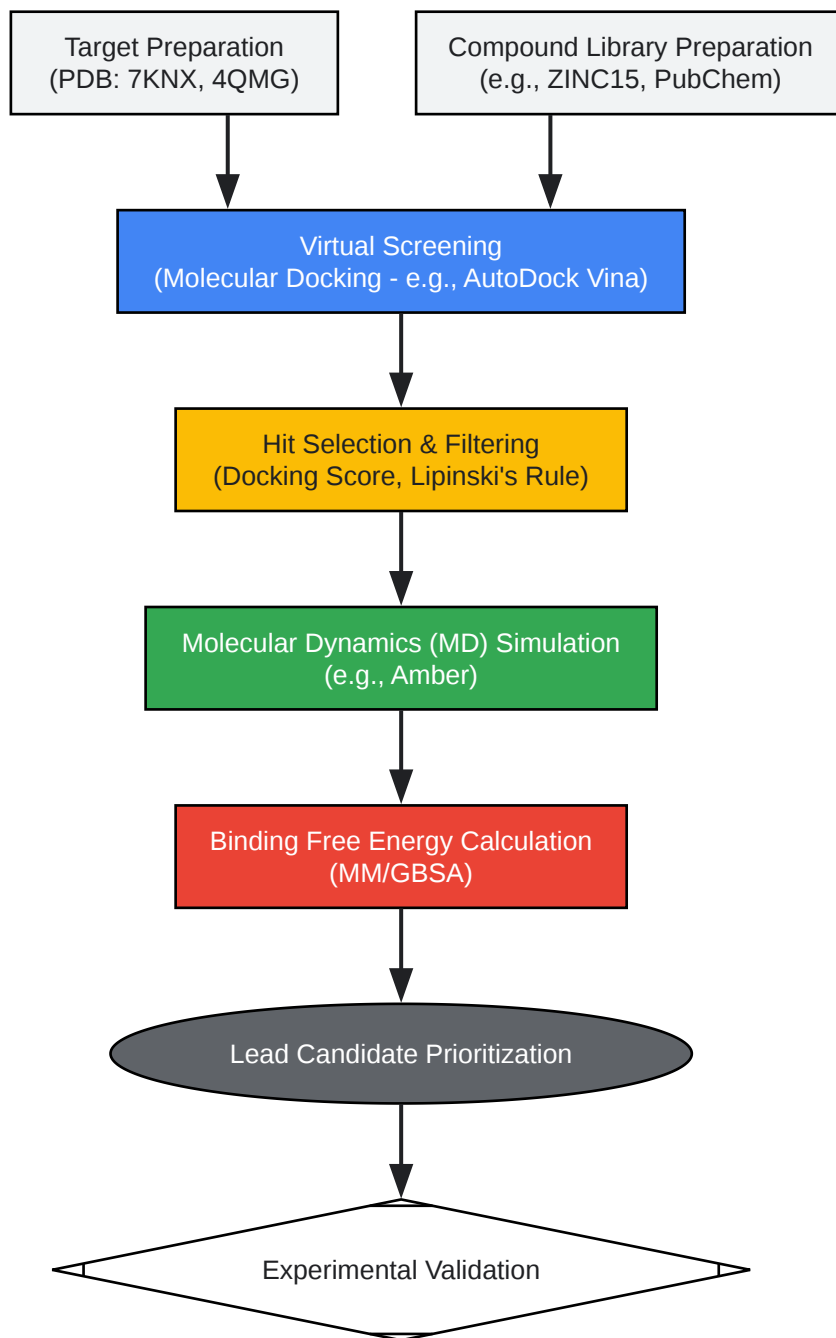 Target Preparation
(PDB: 7KNX, 4QMG)
Compound Library Preparation
(e.g., ZINC15, PubChem)
Virtual Screening
(Molecular Docking - e.g., AutoDock Vina)
Hit Selection & Filtering
(Docking Score, Lipinski's Rule)
Molecular Dynamics (MD) Simulation
(e.g., Amber)
Binding Free Energy Calculation
(MM/GBSA)
Lead Candidate Prioritization
Experimental Validation